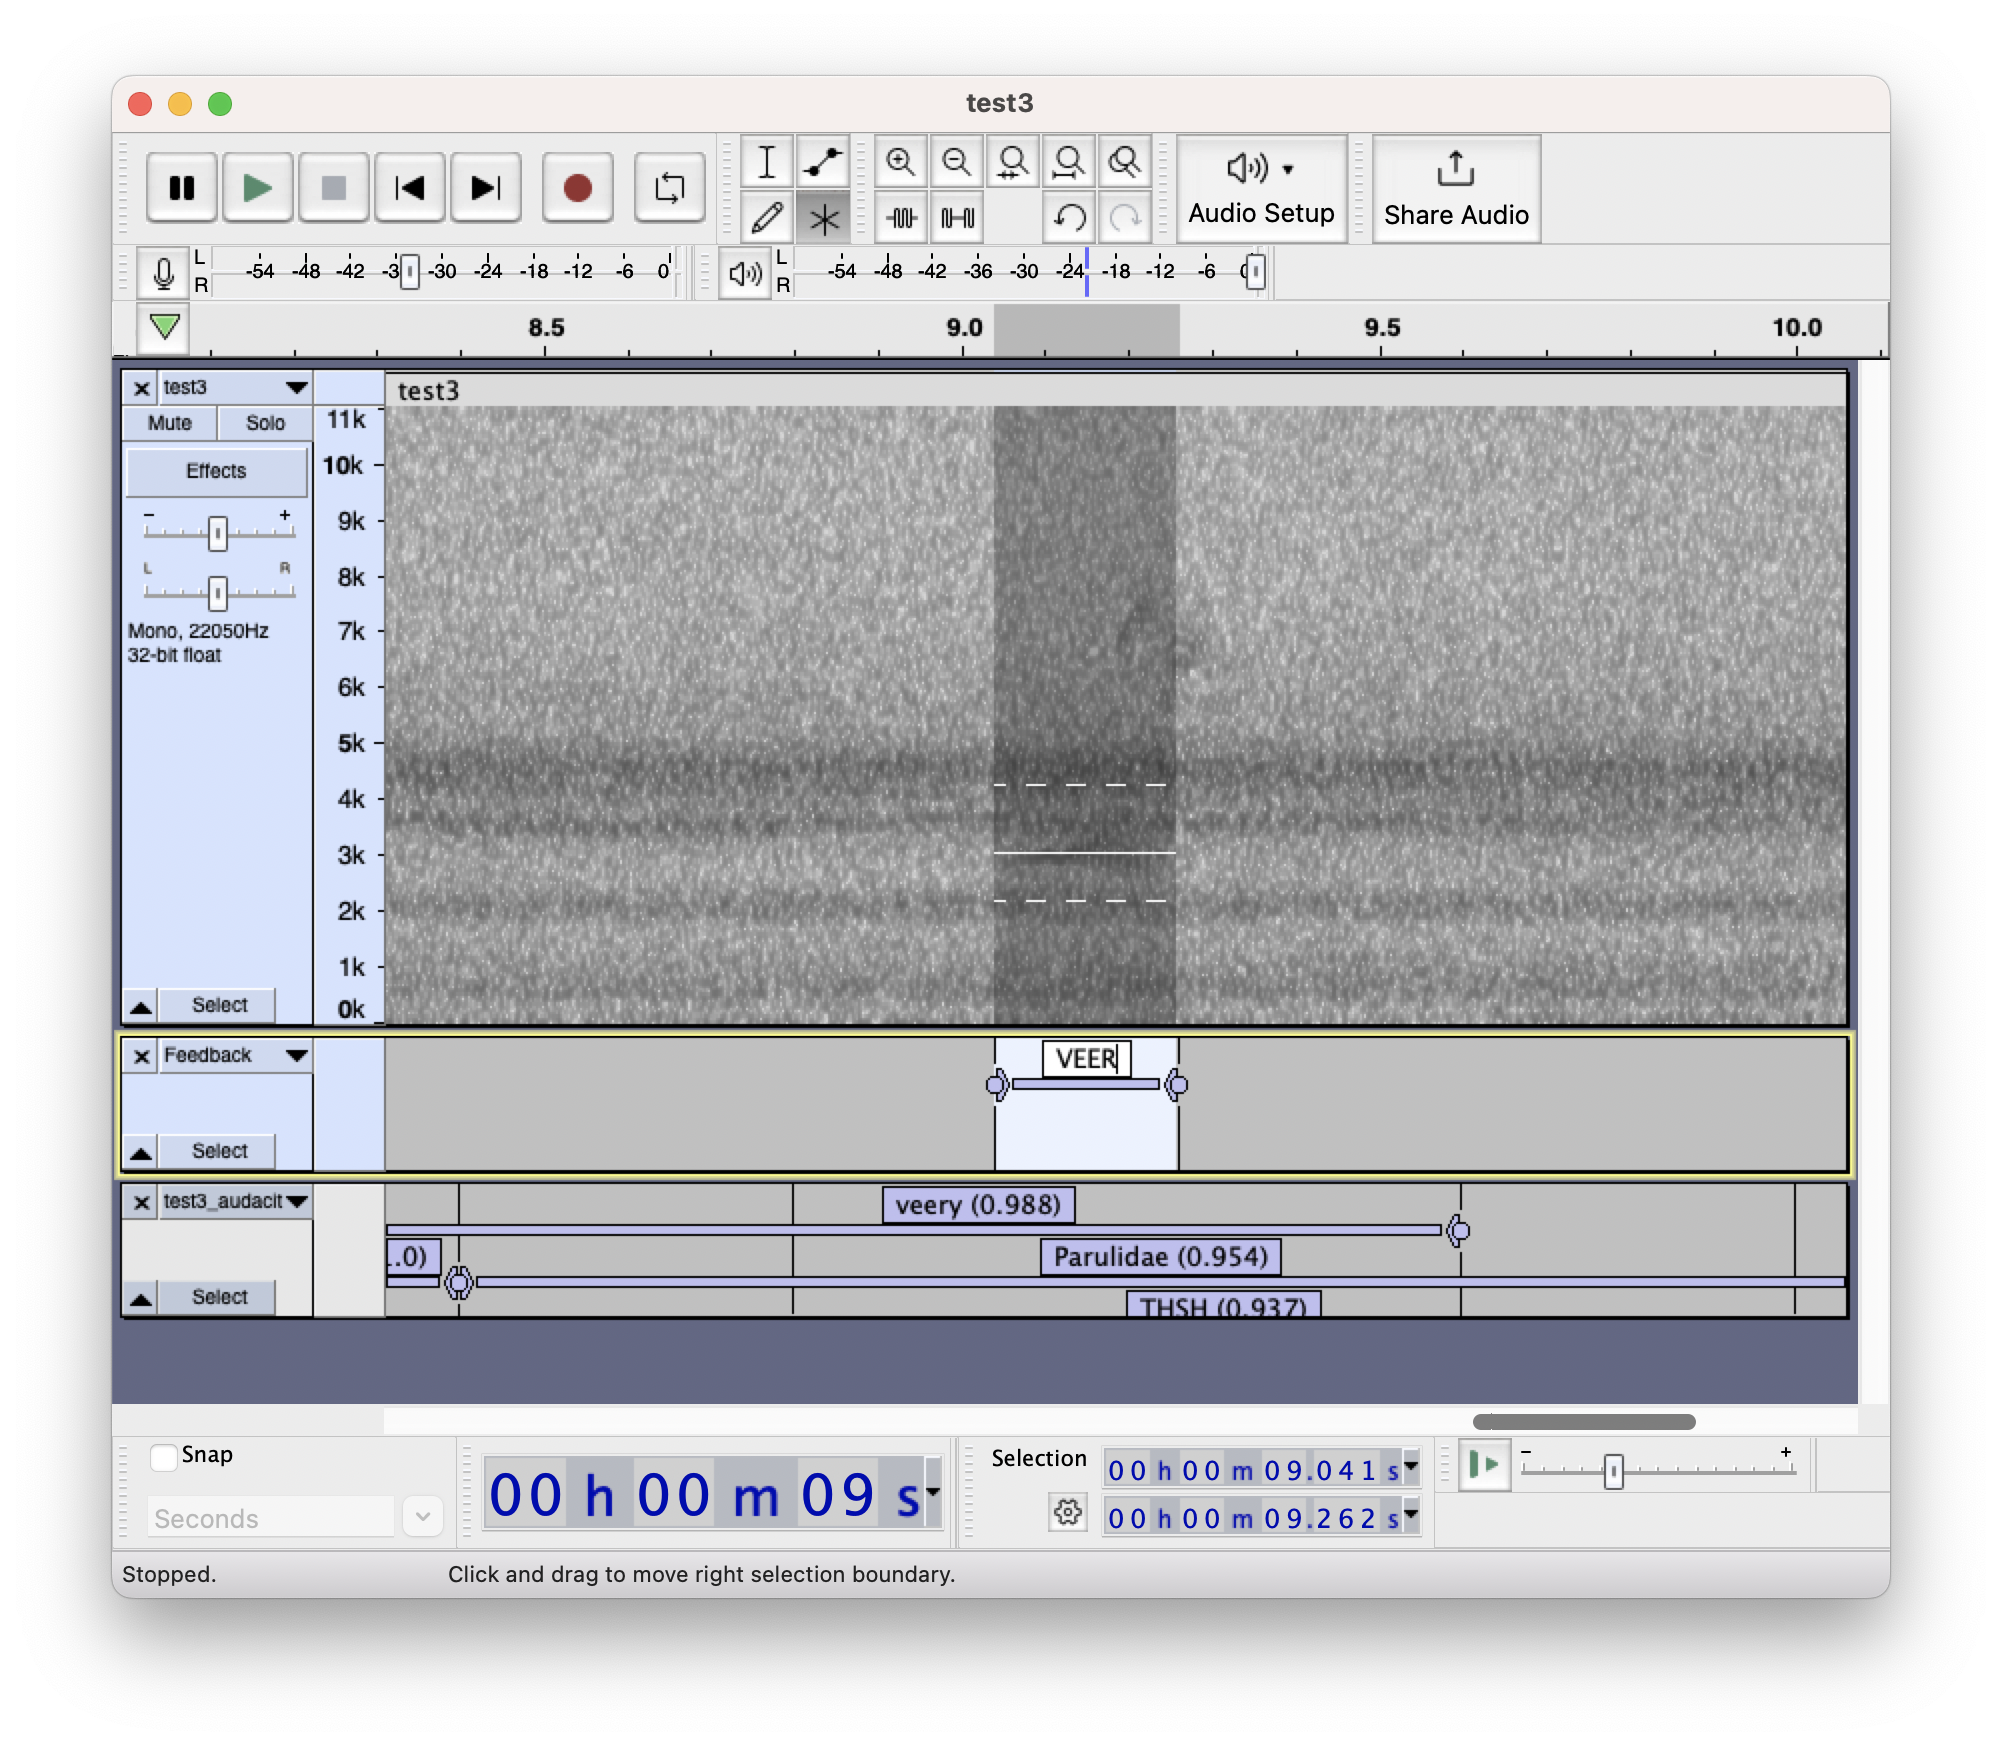 test3
Audio Setup
Share Audio
L
R
-54 -48 -42 -3 -30 -24 -18 -12 -6 0
L
R
-54 -48 -42 -36 -30 -24 -18 -12 -6
8.5 9.0 9.5 10.0
test3
test3
Mute Solo
Effects
- +
L R
Mono, 22050Hz
32-bit float
Select
11k
10k
9k
8k
7k
6k
5k
4k
3k
2k
1k
0k
Feedback
VEER
Select
test3_audacit
veery (0.988)
.0)
Parulidae (0.954)
THSH (0.937)
Select
Snap
Seconds
00 h 00 m 09 s
Selection
00 h 00 m 09.041 s
00 h 00 m 09.262 s
- +
Stopped.
Click and drag to move right selection boundary.